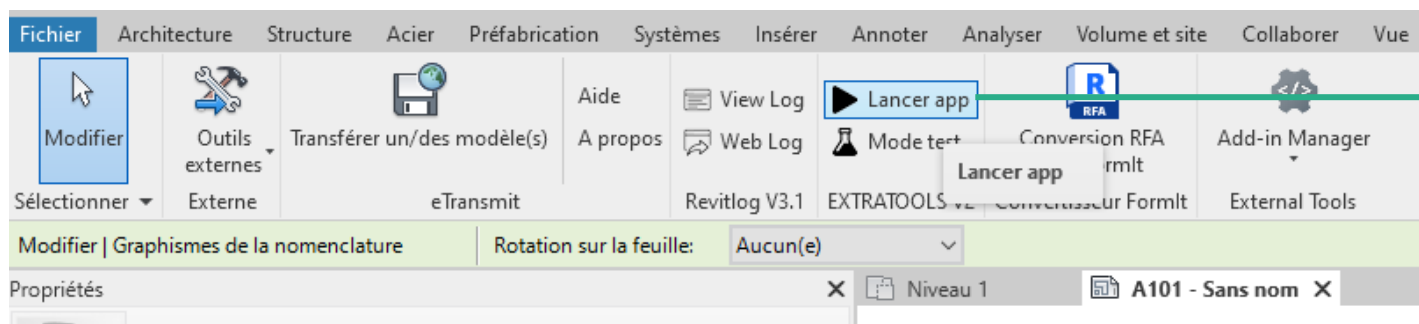 Fichier Architecture Structure Acier Préfabrication Systèmes Insérer Annoter Analyser Volume et site Collaborer Vue
R
RFA
Aide View Log Lancer app
Modifier Outils externes Transférer un/des modèle(s) A propos Web Log Mode test Conversion RFA Add-in Manager
Lancer app
Sélectionner Externe eTransmit Revitlog V3.1 EXTRATOOLS Convertisseur FormIt External Tools
Modifier | Graphismes de la nomenclature Rotation sur la feuille: Aucun(e)
Propriétés Niveau 1 A101 - Sans nom